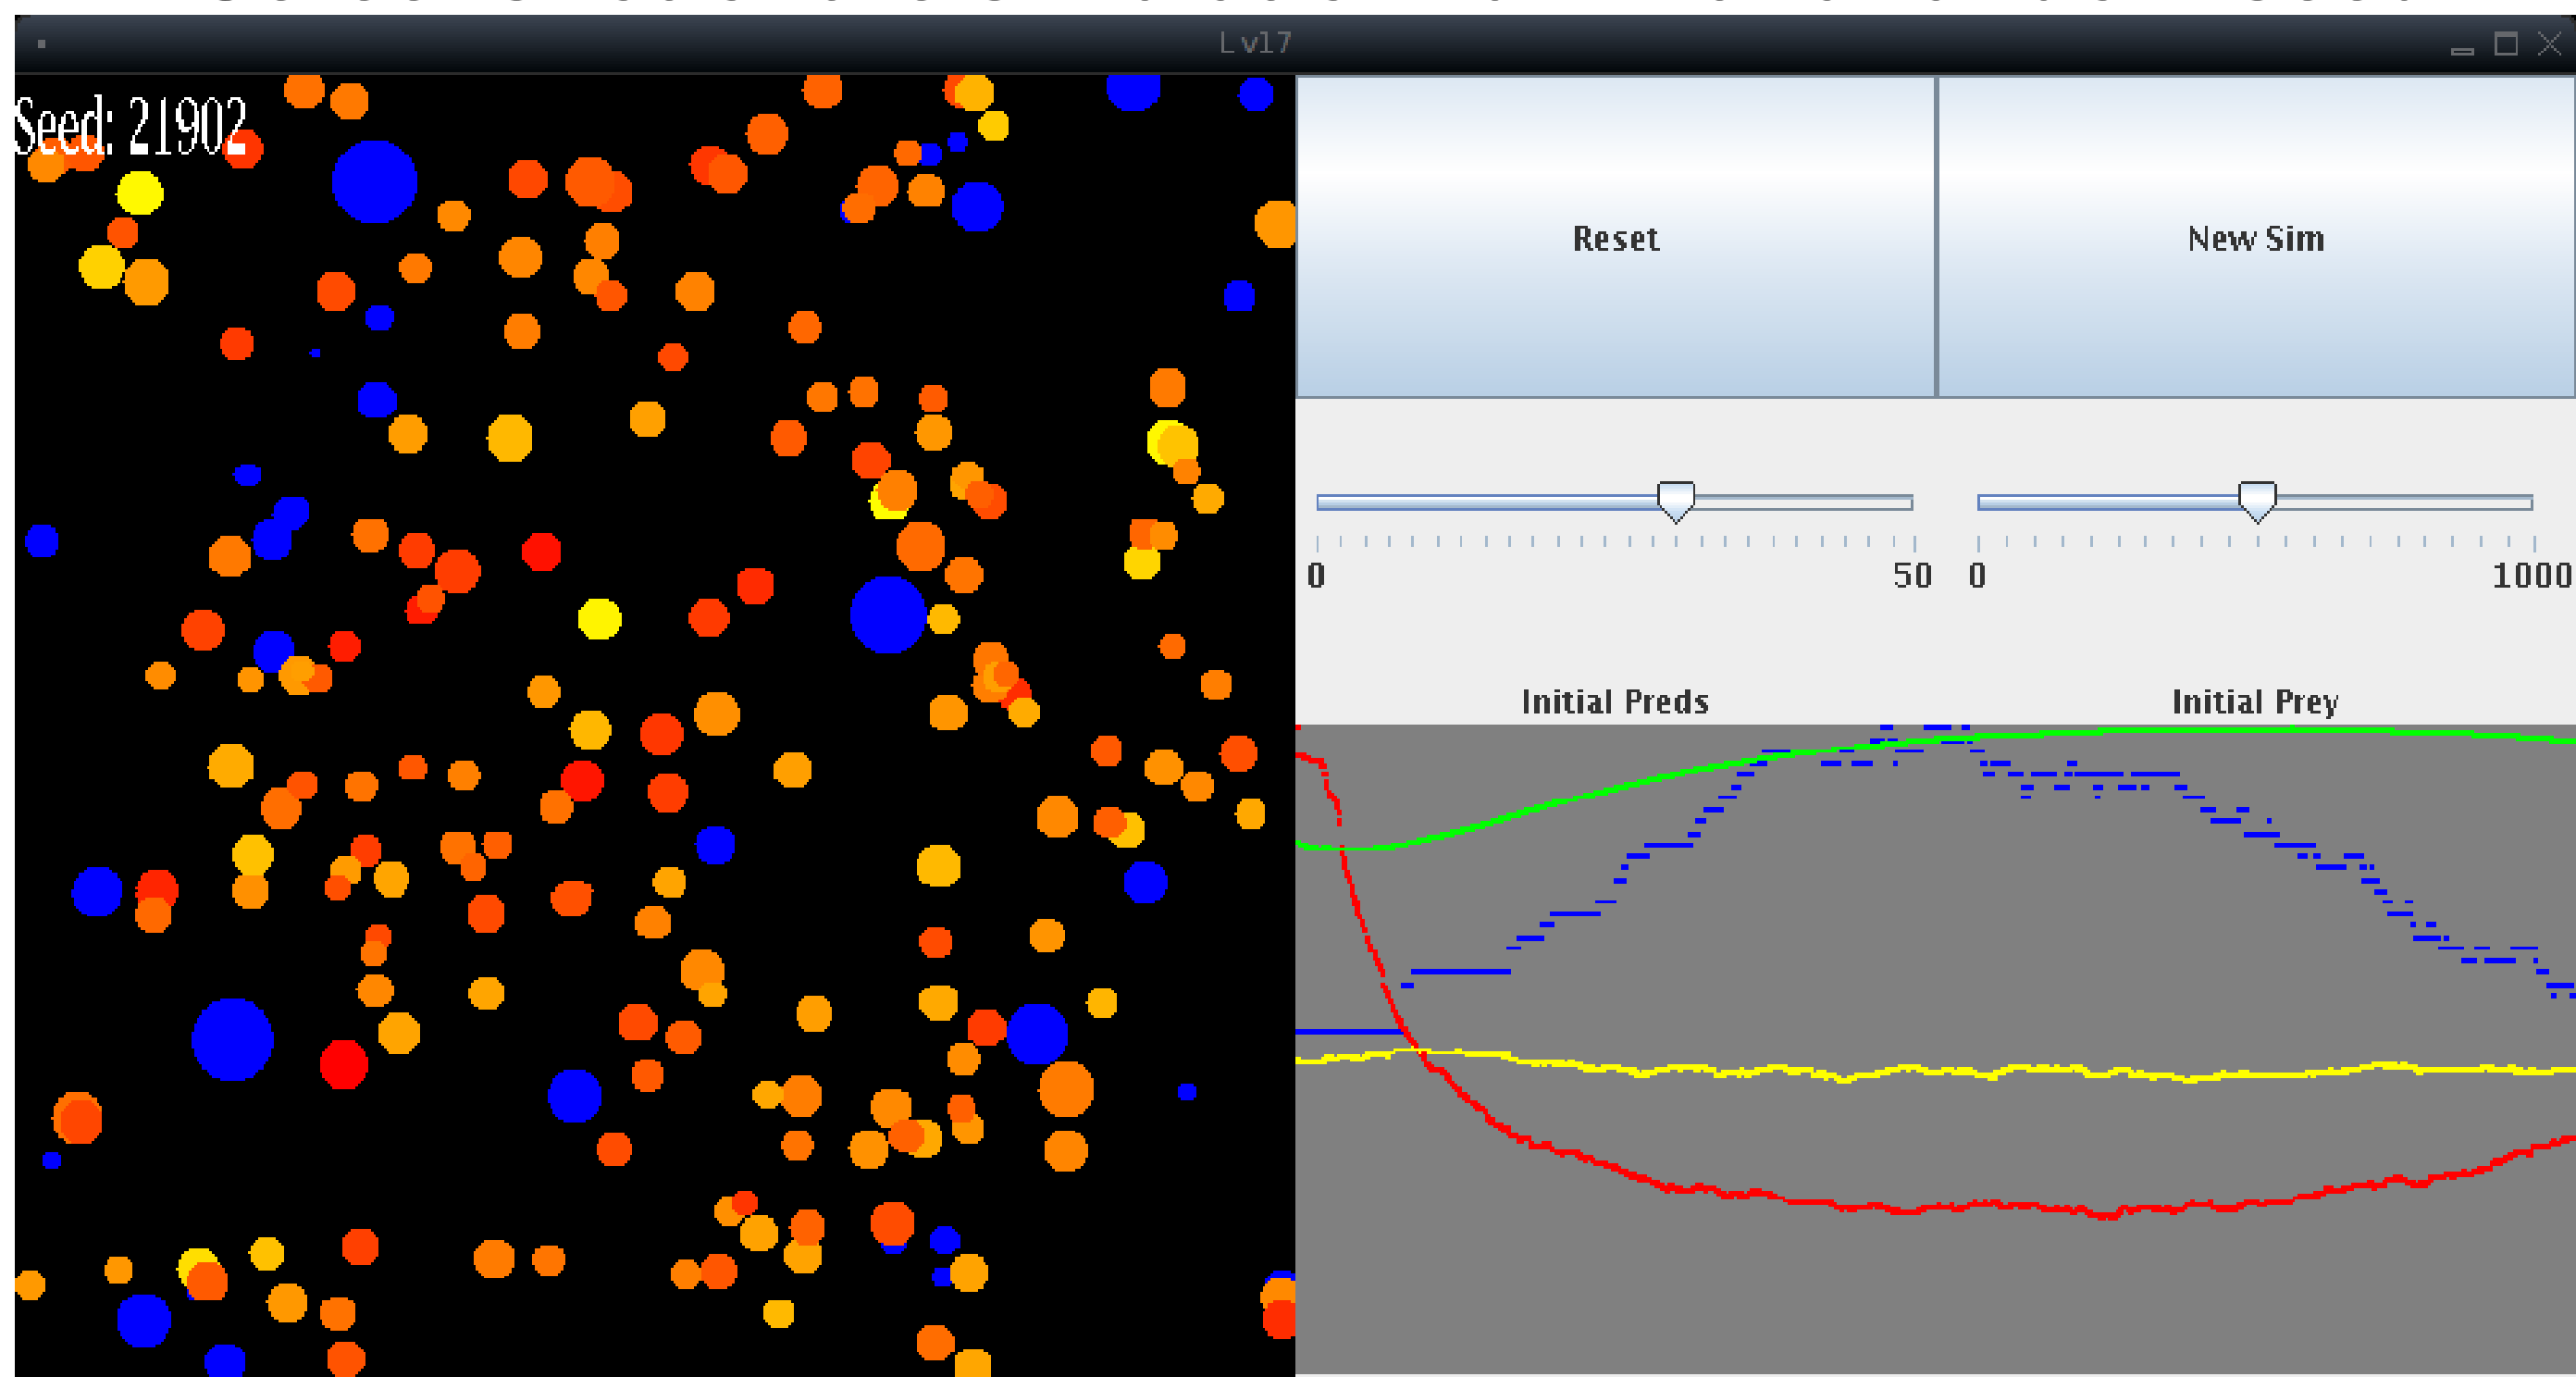 Lvl7
Seed: 21902
Reset
New Sim
0
50
0
1000
Initial Preds
Initial Prey